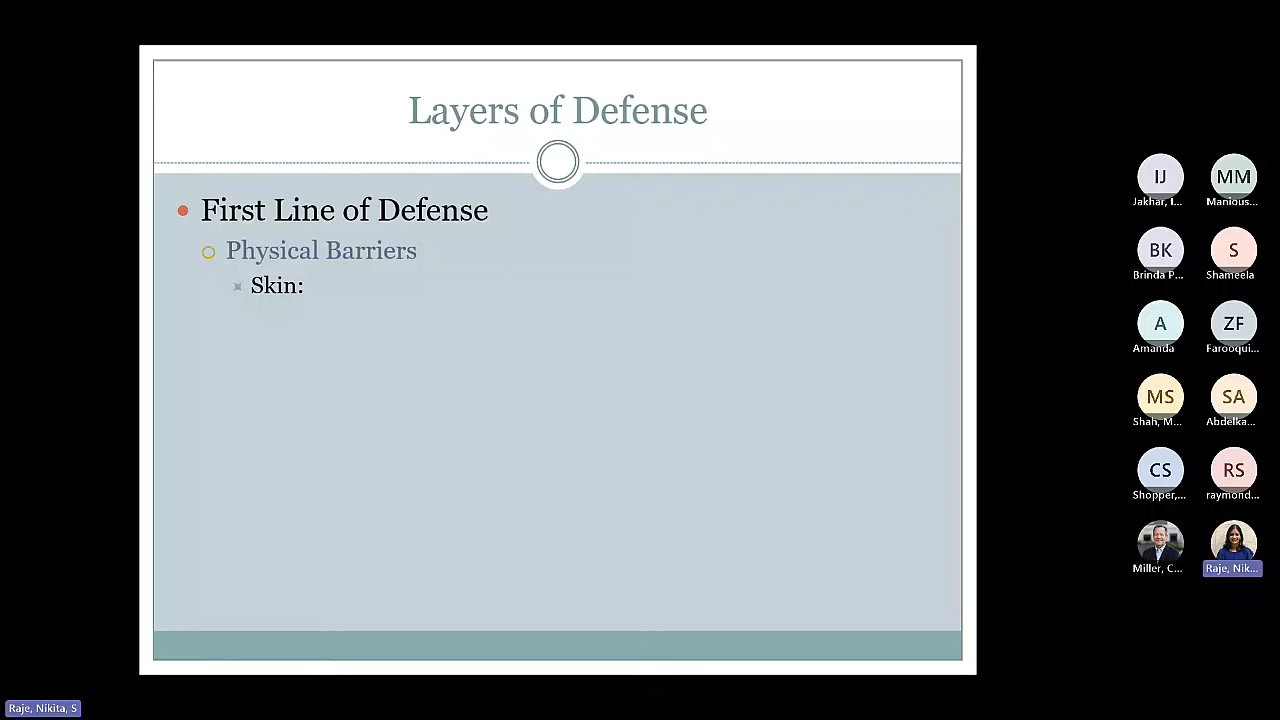 Layers of Defense
First Line of Defense
Physical Barriers
Skin:
IJ
MM
Jakhar, I...
Manious...
BK
S
Brinda P...
Shameela
A
ZF
Amanda
Farooqui...
MS
SA
Shah, M...
Abdelka...
CS
RS
Shopper,...
raymond...
Miller, C...
Raje, Nik...
Raje, Nikita, S